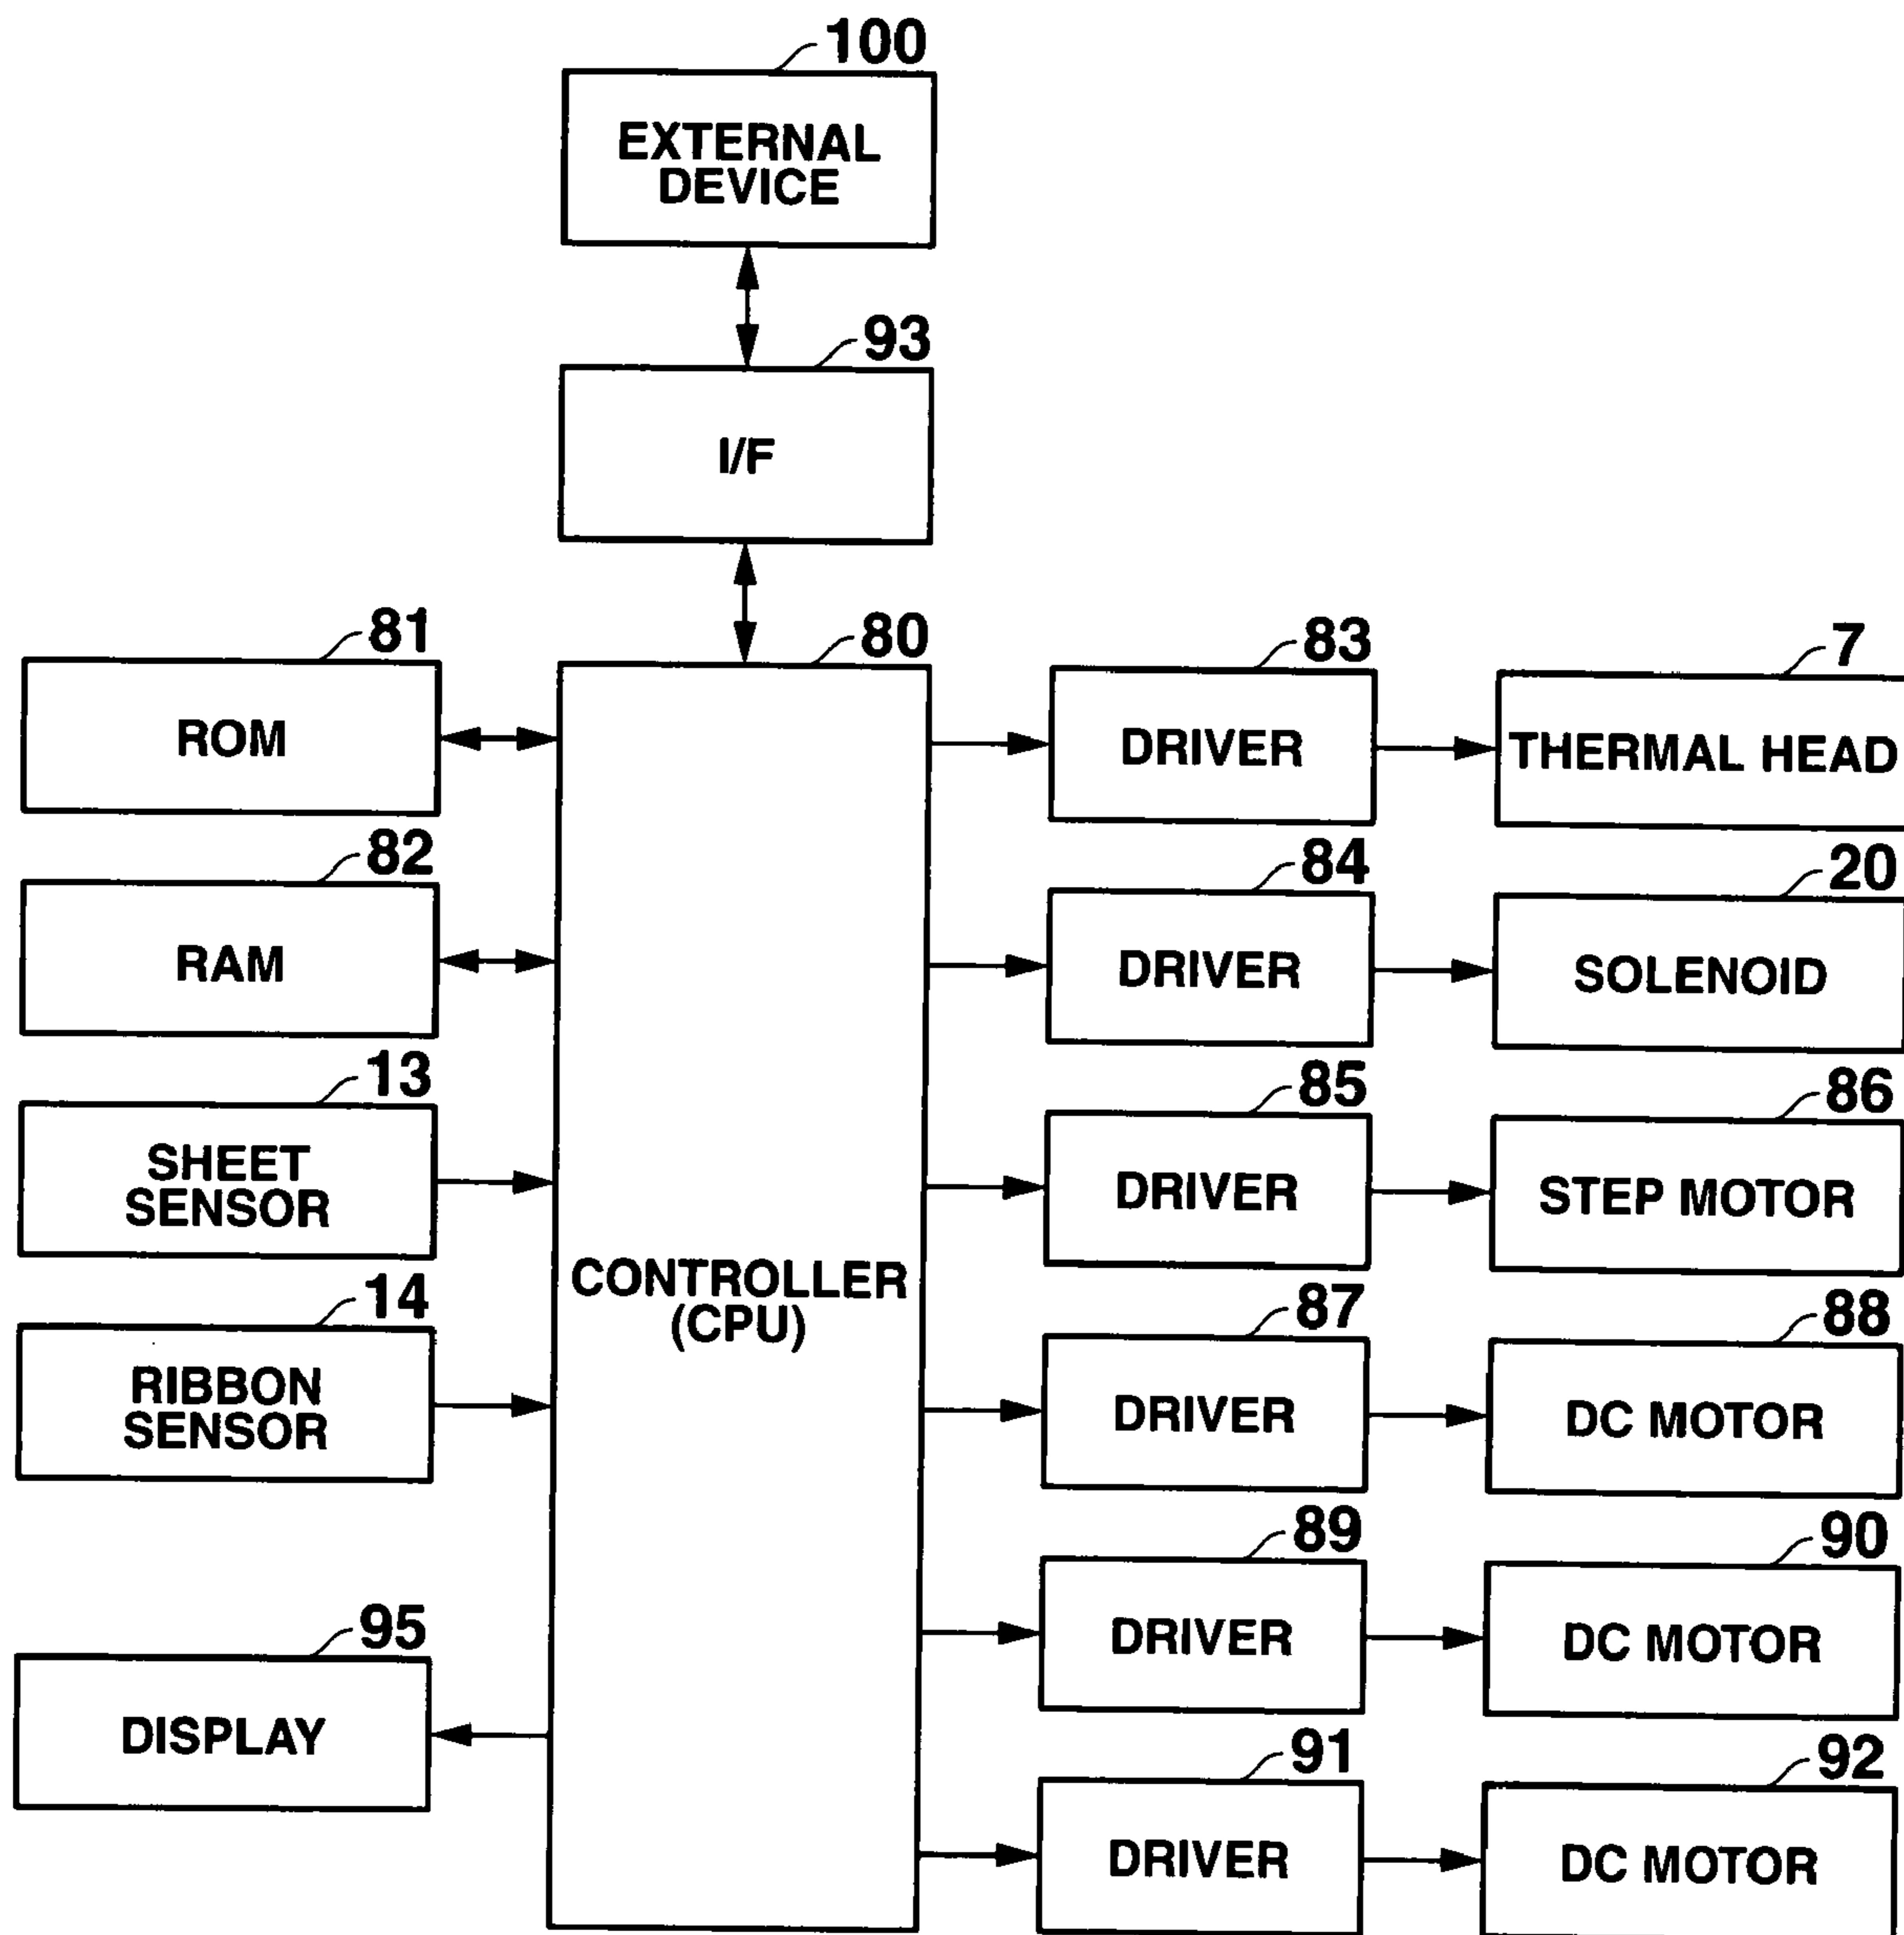 100
EXTERNAL
DEVICE
93
I/F
81
ROM
82
RAM
13
SHEET
SENSOR
14
RIBBON
SENSOR
95
DISPLAY
80
CONTROLLER
(CPU)
83
DRIVER
7
THERMAL HEAD
84
DRIVER
20
SOLENOID
85
DRIVER
86
STEP MOTOR
87
DRIVER
88
DC MOTOR
89
DRIVER
90
DC MOTOR
91
DRIVER
92
DC MOTOR